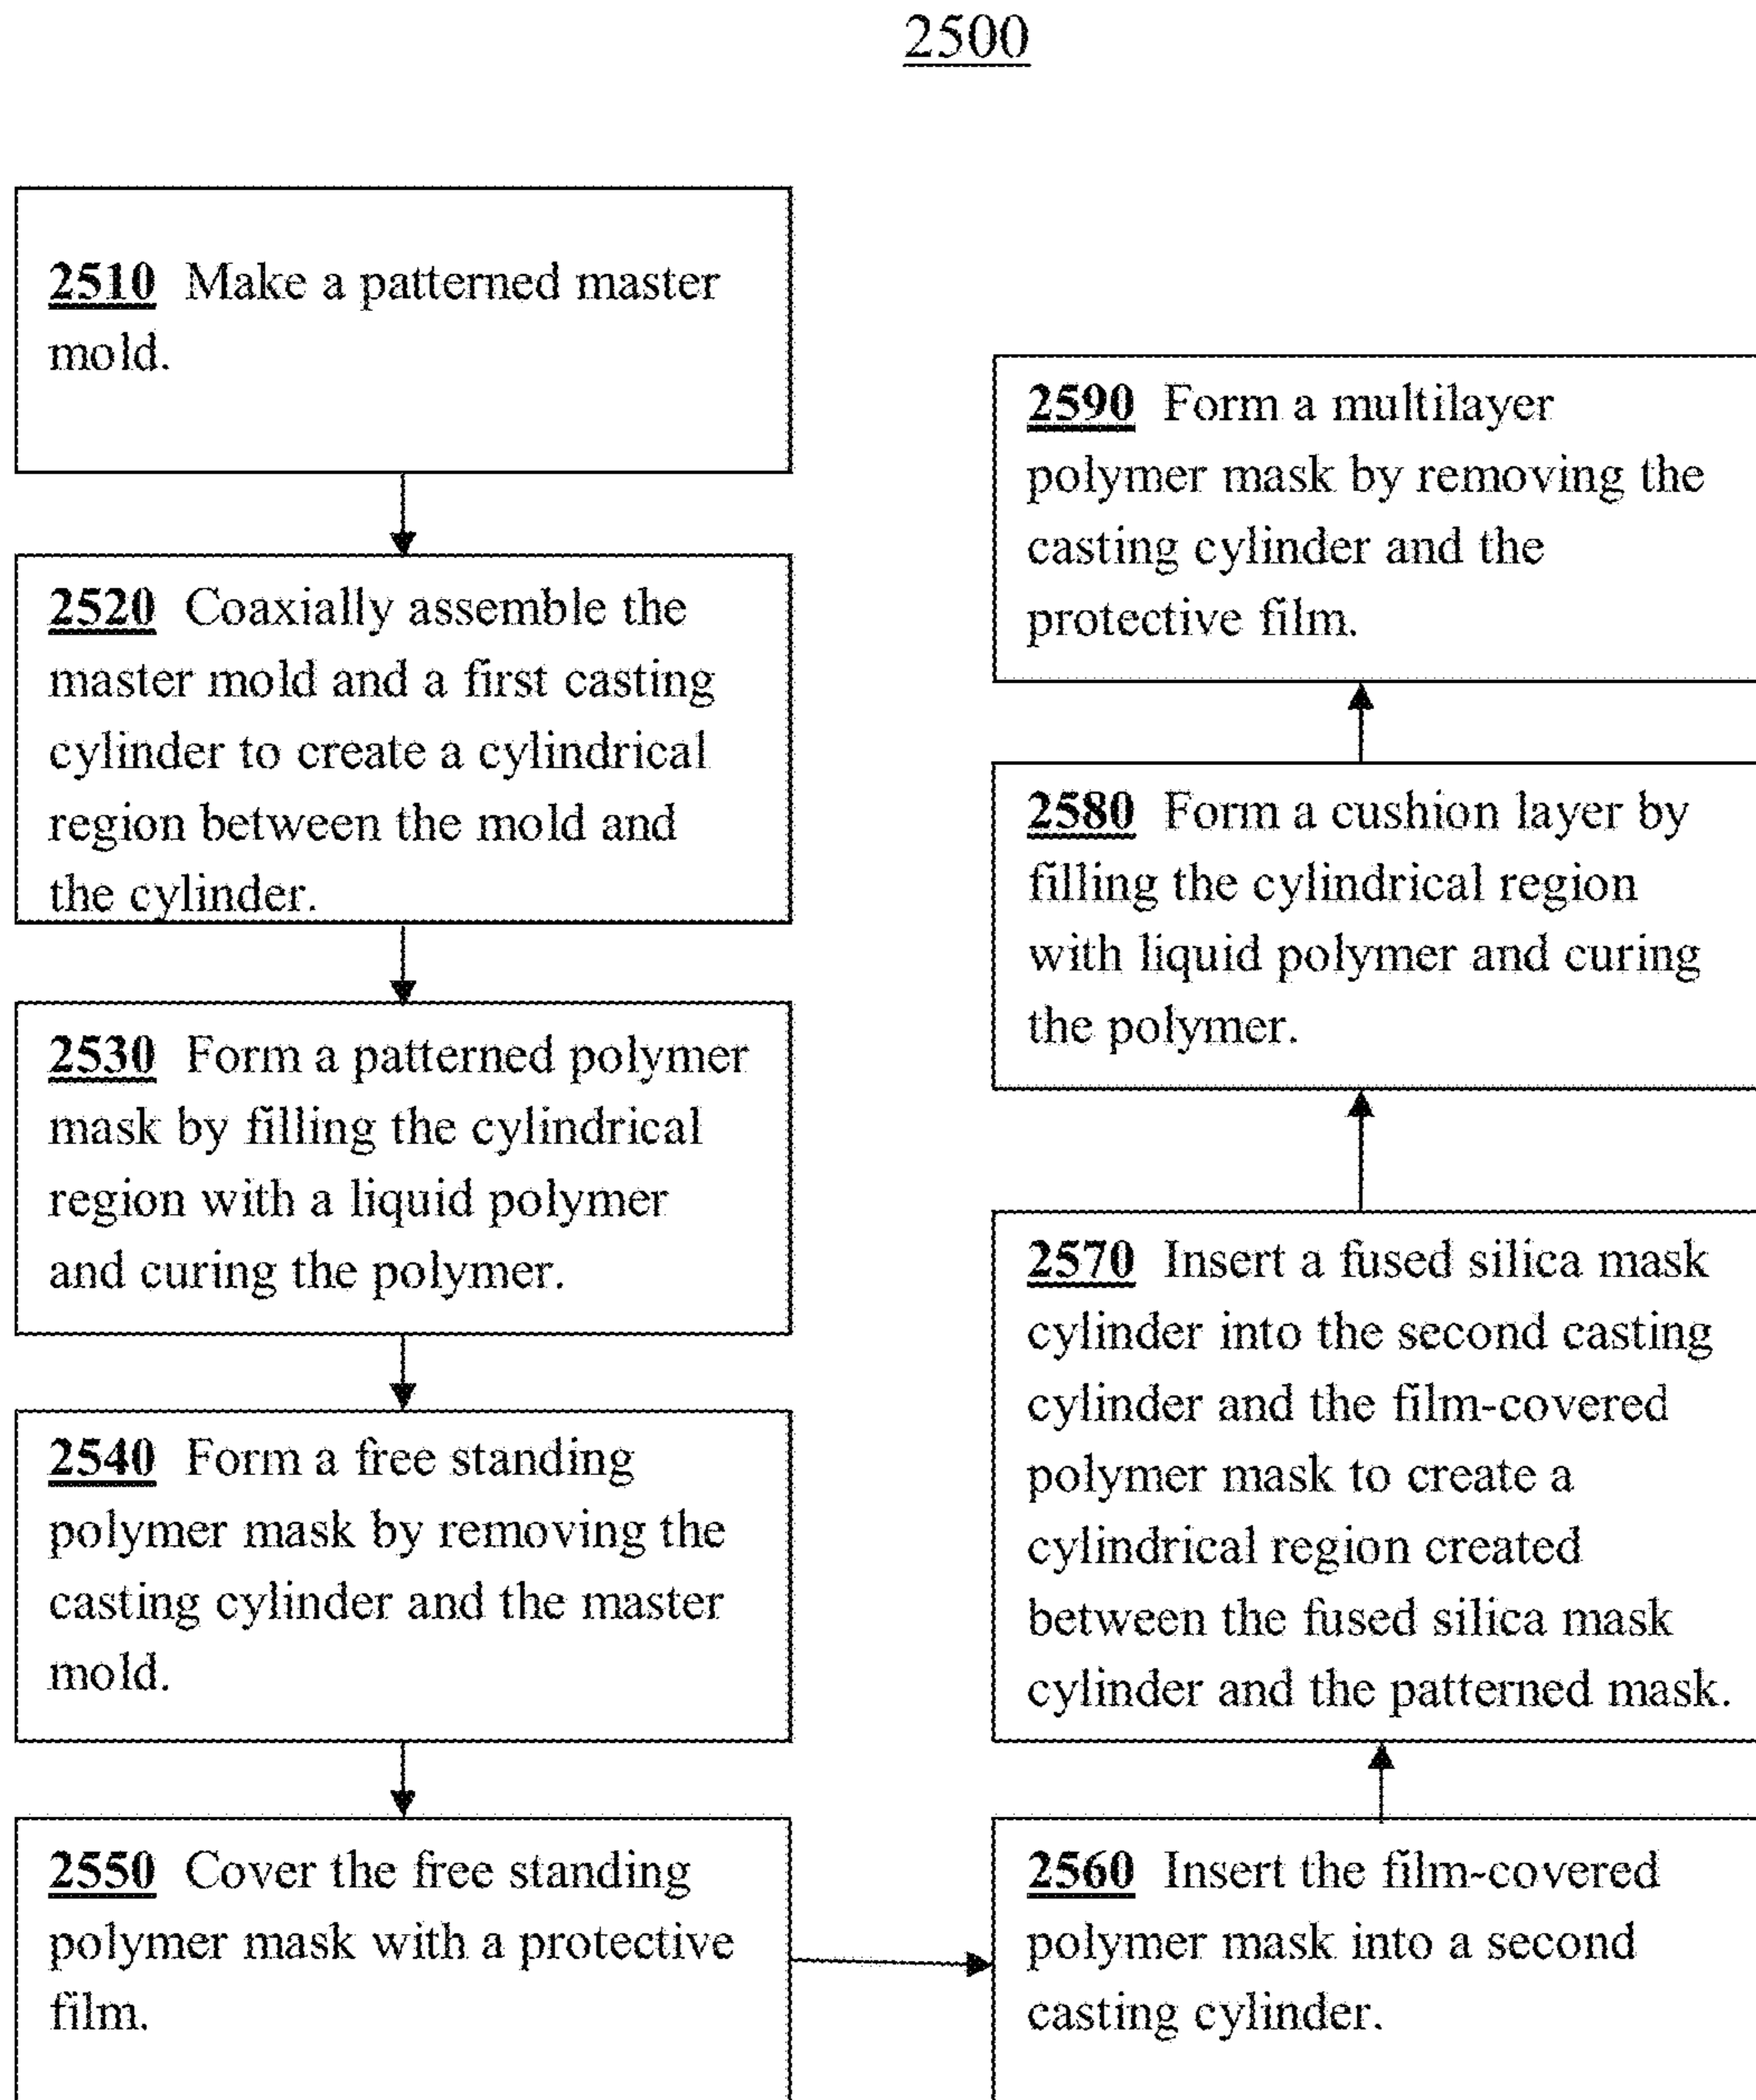 2500
2510 Make a patterned master
mold.
2520 Coaxially assemble the
master mold and a first casting
cylinder to create a cylindrical
region between the mold and
the cylinder.
2530 Form a patterned polymer
mask by filling the cylindrical
region with a liquid polymer
and curing the polymer.
2540 Form a free standing
polymer mask by removing the
casting cylinder and the master
mold.
2550 Cover the free standing
polymer mask with a protective
film.
2560 Insert the film-covered
polymer mask into a second
casting cylinder.
2570 Insert a fused silica mask
cylinder into the second casting
cylinder and the film-covered
polymer mask to create a
cylindrical region created
between the fused silica mask
cylinder and the patterned mask.
2580 Form a cushion layer by
filling the cylindrical region
with liquid polymer and curing
the polymer.
2590 Form a multilayer
polymer mask by removing the
casting cylinder and the
protective film.